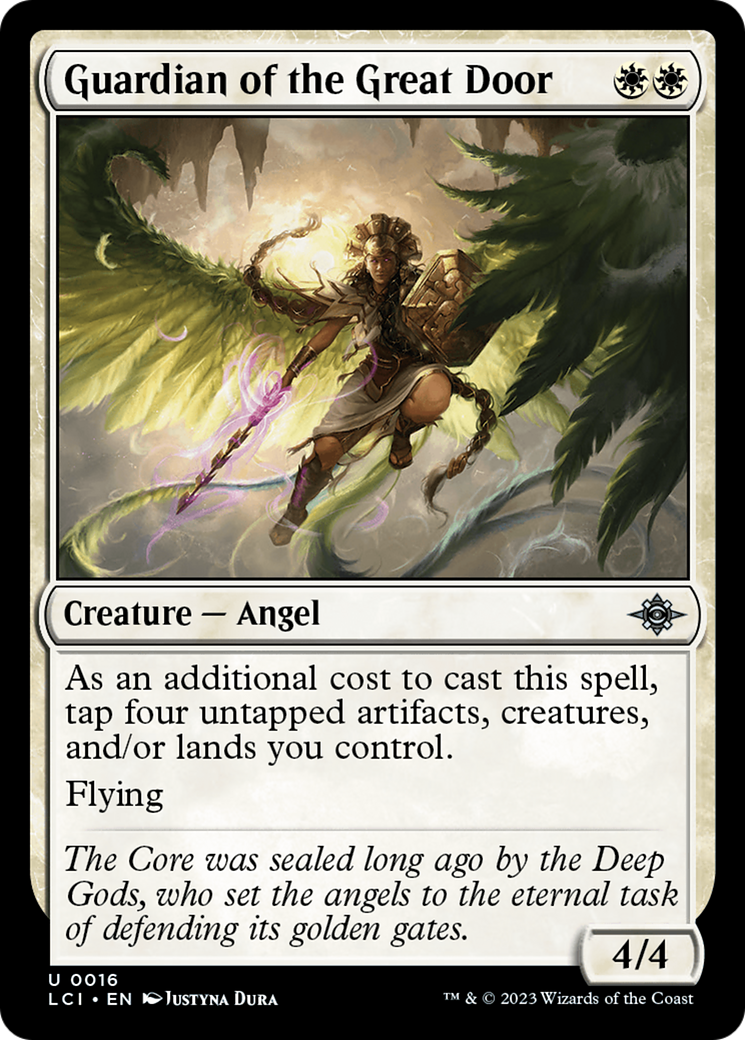 Guardian of the Great Door
Creature — Angel
As an additional cost to cast this spell,
tap four untapped artifacts, creatures,
and/or lands you control.
Flying
The Core was sealed long ago by the Deep
Gods, who set the angels to the eternal task
of defending its golden gates.
4/4
U 0016
LCI • EN Justyna Dura
™ & © 2023 Wizards of the Coast